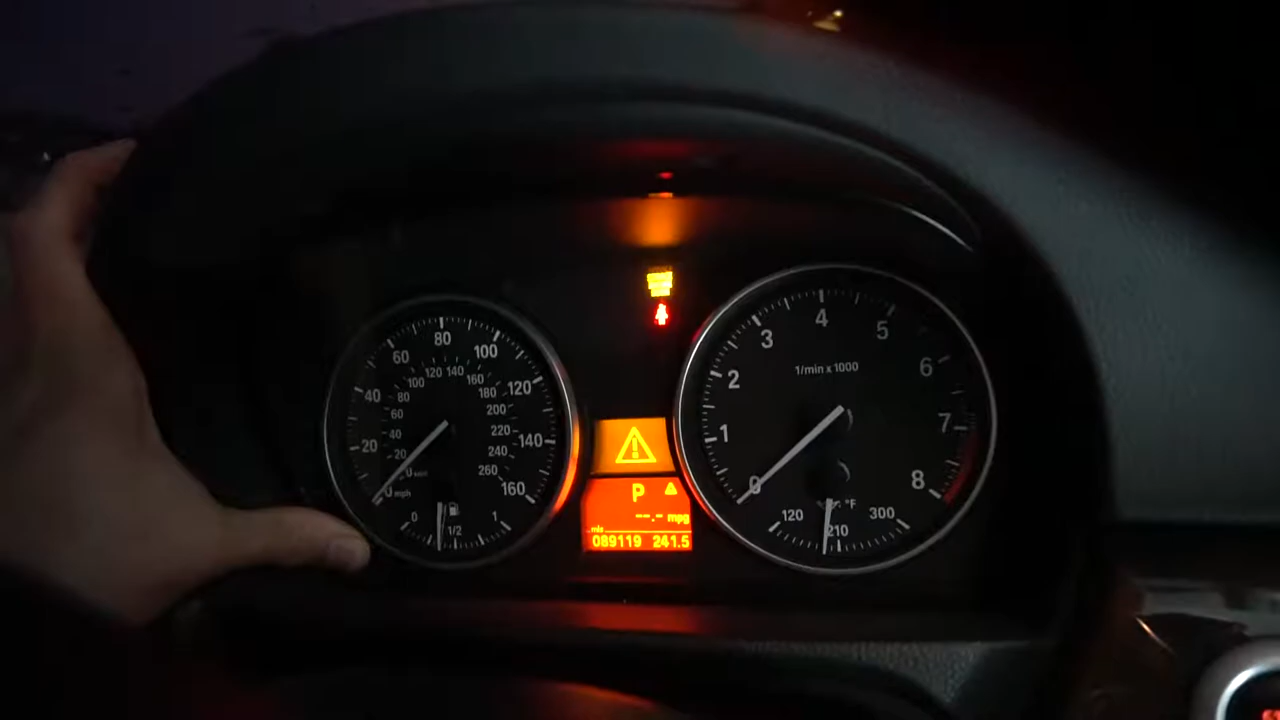 20 40 60 80 100 120 140 160
20 40 60 80 100 120 140 160 180 200 220 240 260
0 mph
0 1/2 1
P
--.- mpg
mls
089119 241.5
0 1 2 3 4 5 6 7 8
1/min x 1000
°F
120 210 300